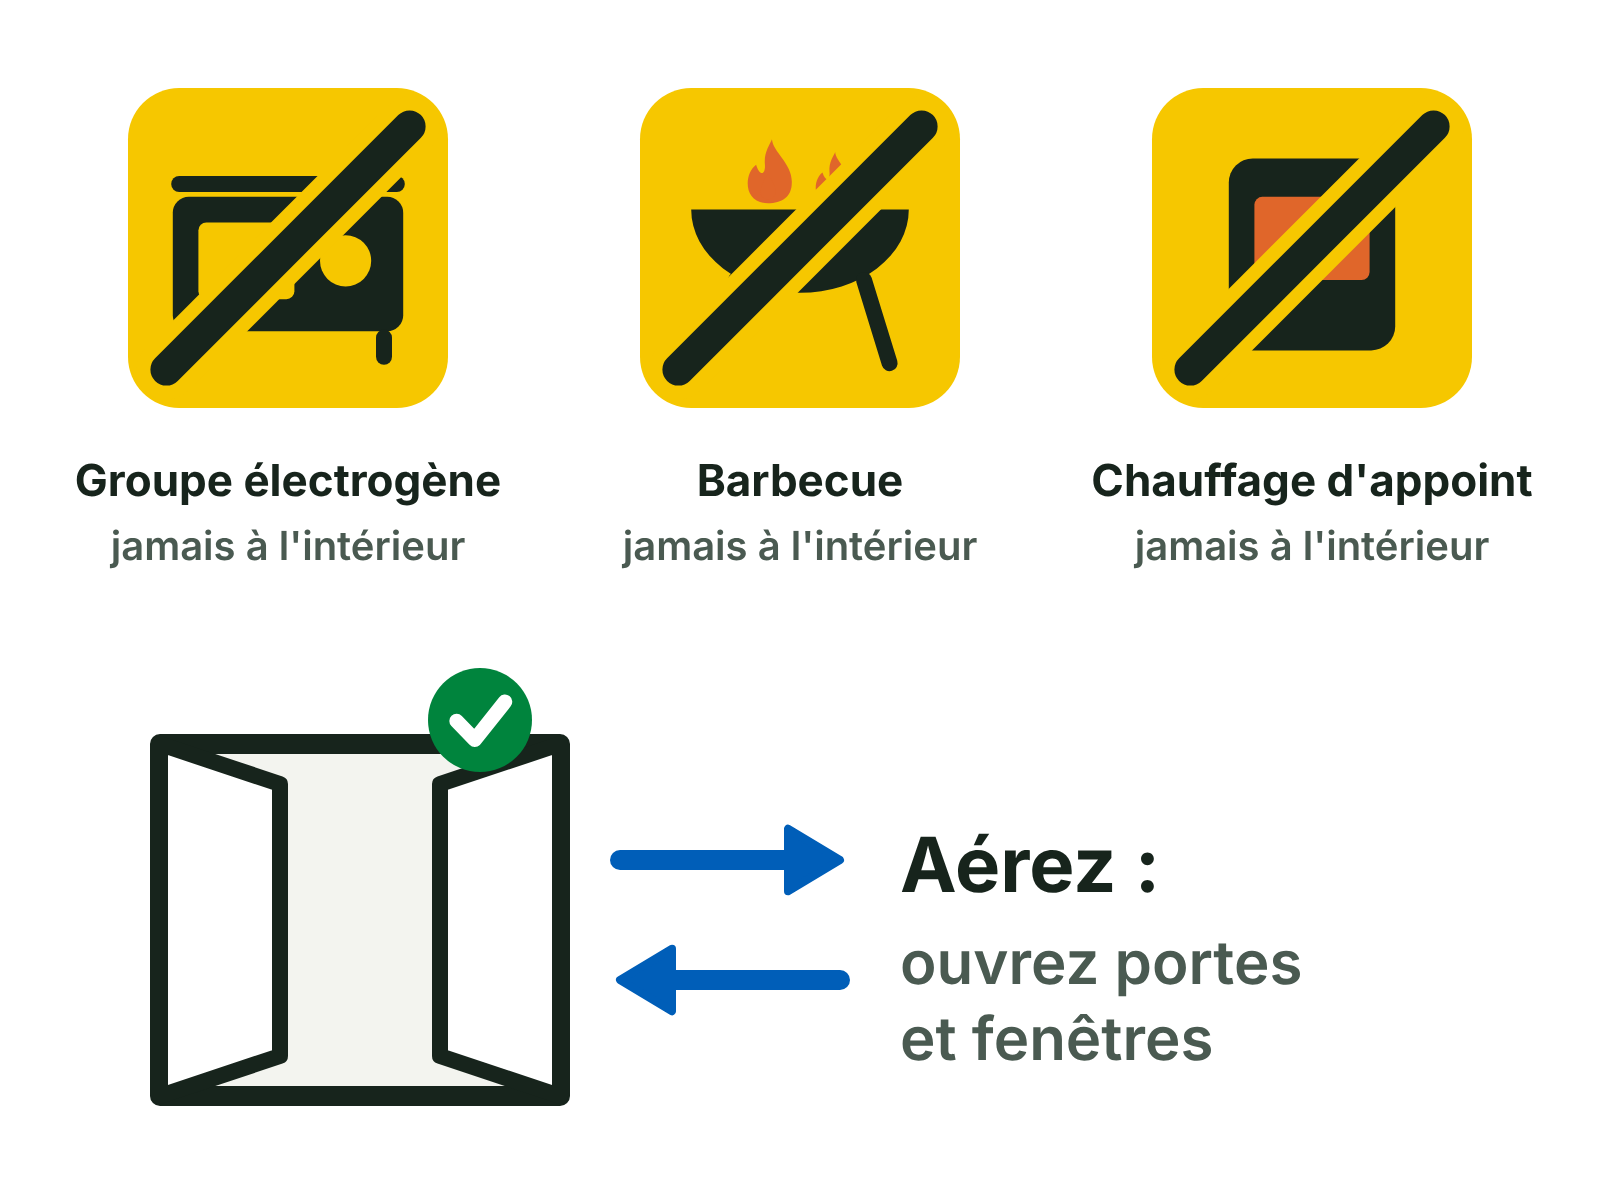 Groupe électrogène
jamais à l'intérieur
Barbecue
jamais à l'intérieur
Chauffage d'appoint
jamais à l'intérieur
Aérez :
ouvrez portes
et fenêtres